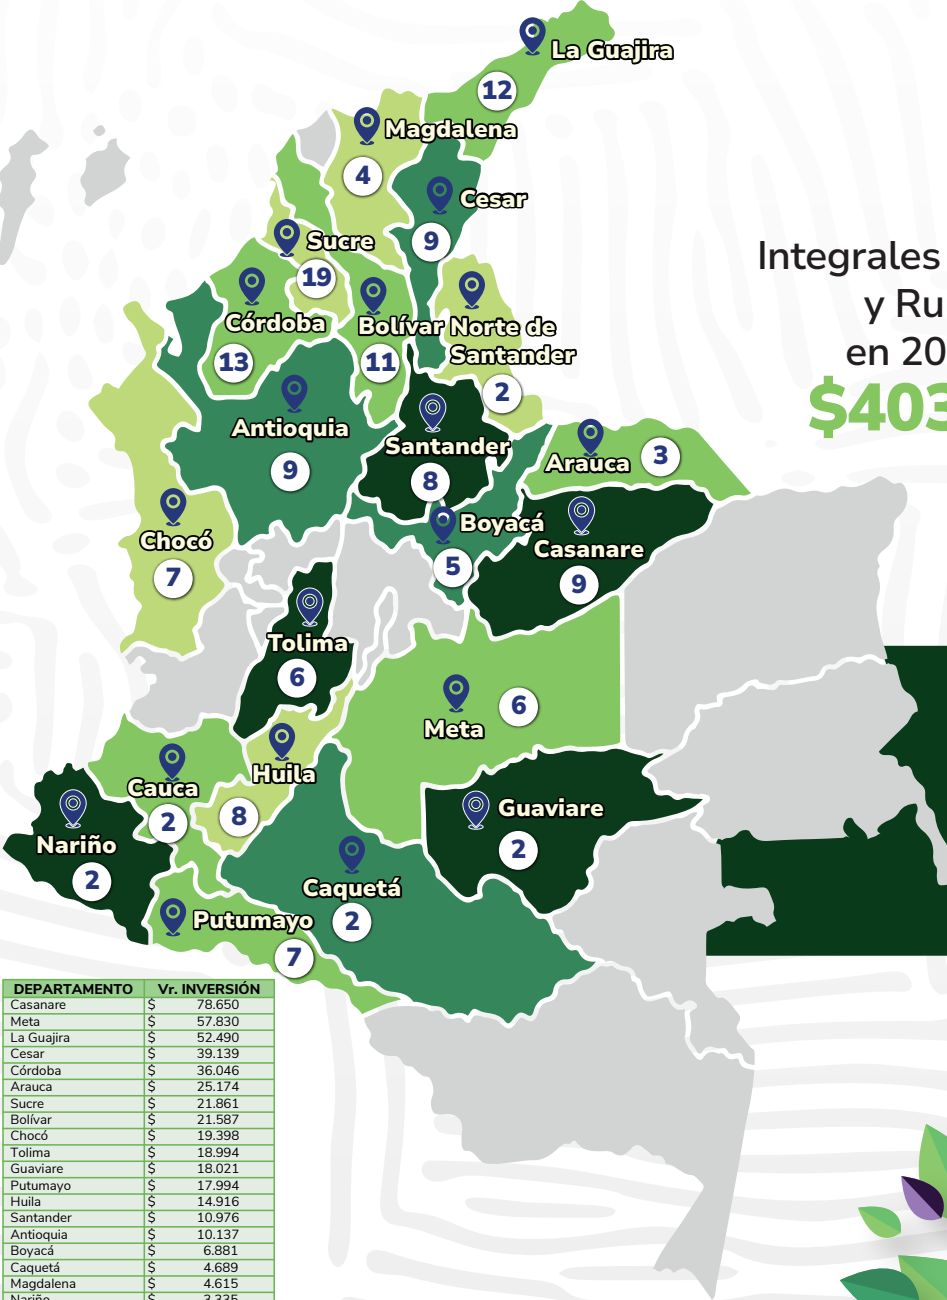 La Guajira
12
Magdalena
4
Cesar
9
Sucre
19
Integrales
y Ru
en 20
$403
Córdoba
13
Bolívar
11
Norte de
Santander
2
Antioquia
9
Santander
8
Arauca
3
Boyacá
5
Casanare
9
Chocó
7
Tolima
6
Meta
6
Huila
8
Cauca
2
Guaviare
2
Nariño
2
Caquetá
2
Putumayo
7
DEPARTAMENTO Vr. INVERSIÓN
Casanare $ 78.650
Meta $ 57.830
La Guajira $ 52.490
Cesar $ 39.139
Córdoba $ 36.046
Arauca $ 25.174
Sucre $ 21.861
Bolívar $ 21.587
Chocó $ 19.398
Tolima $ 18.994
Guaviare $ 18.021
Putumayo $ 17.994
Huila $ 14.916
Santander $ 10.976
Antioquia $ 10.137
Boyacá $ 6.881
Caquetá $ 4.689
Magdalena $ 4.615
Nariño $ 3.335